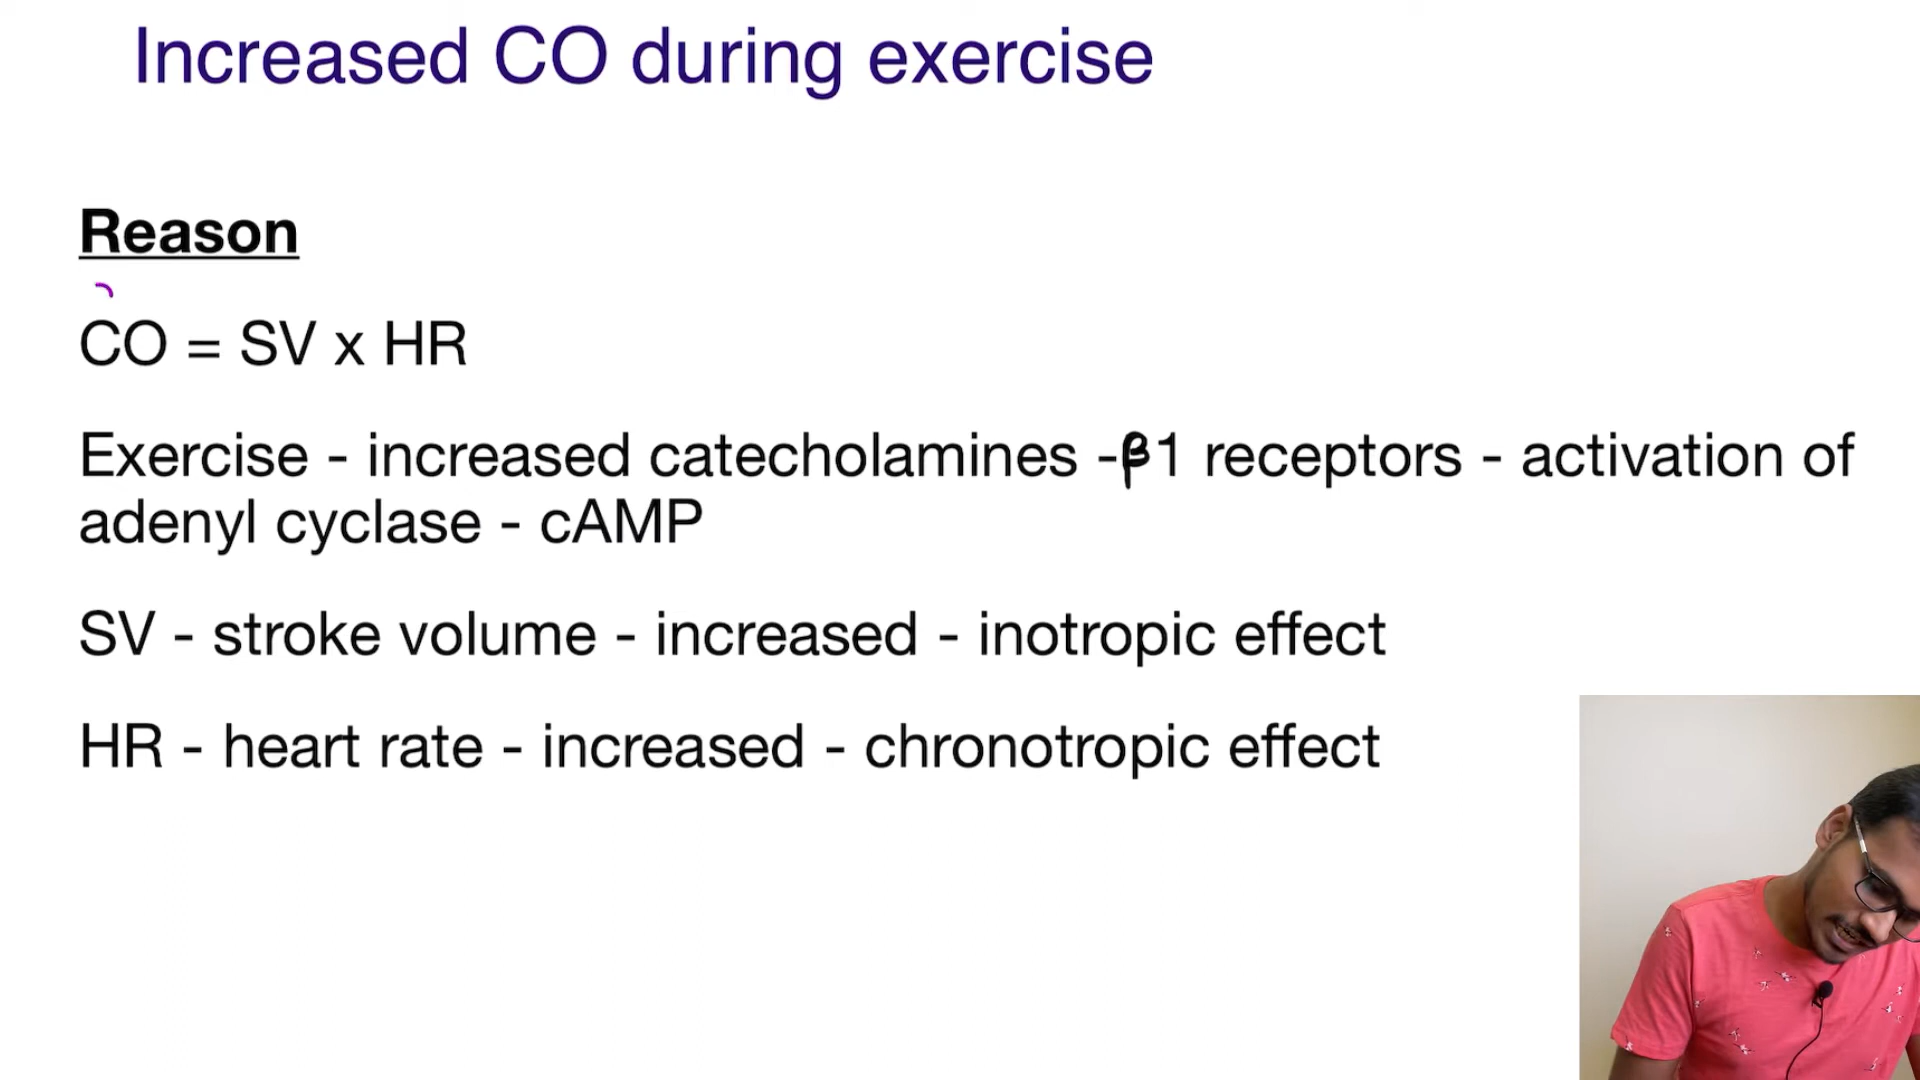 Increased CO during exercise
Reason
CO = SV x HR
Exercise - increased catecholamines -β1 receptors - activation of
adenyl cyclase - cAMP
SV - stroke volume - increased - inotropic effect
HR - heart rate - increased - chronotropic effect